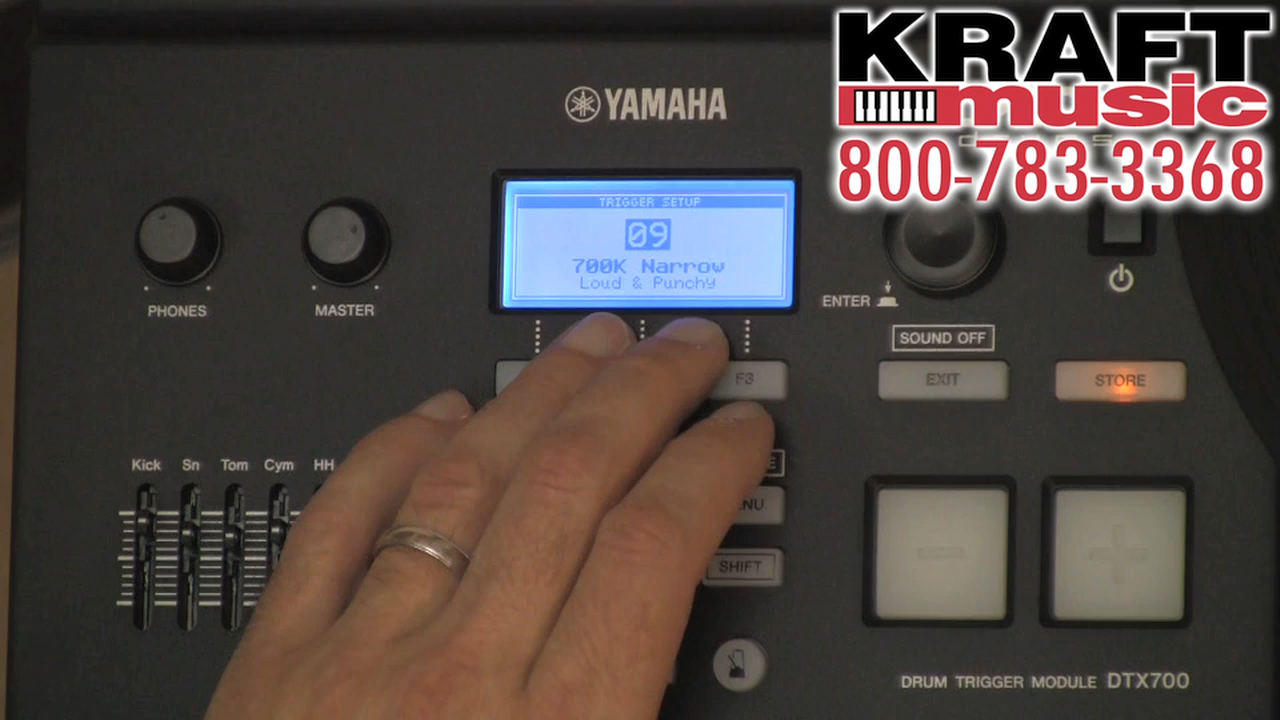 KRAFT
music
800-783-3368
YAMAHA
TRIGGER SETUP
09
700K Narrow
Loud & Punchy
PHONES
MASTER
ENTER
SOUND OFF
F3
EXIT
STORE
Kick Sn Tom Cym HH
SHIFT
DRUM TRIGGER MODULE DTX700